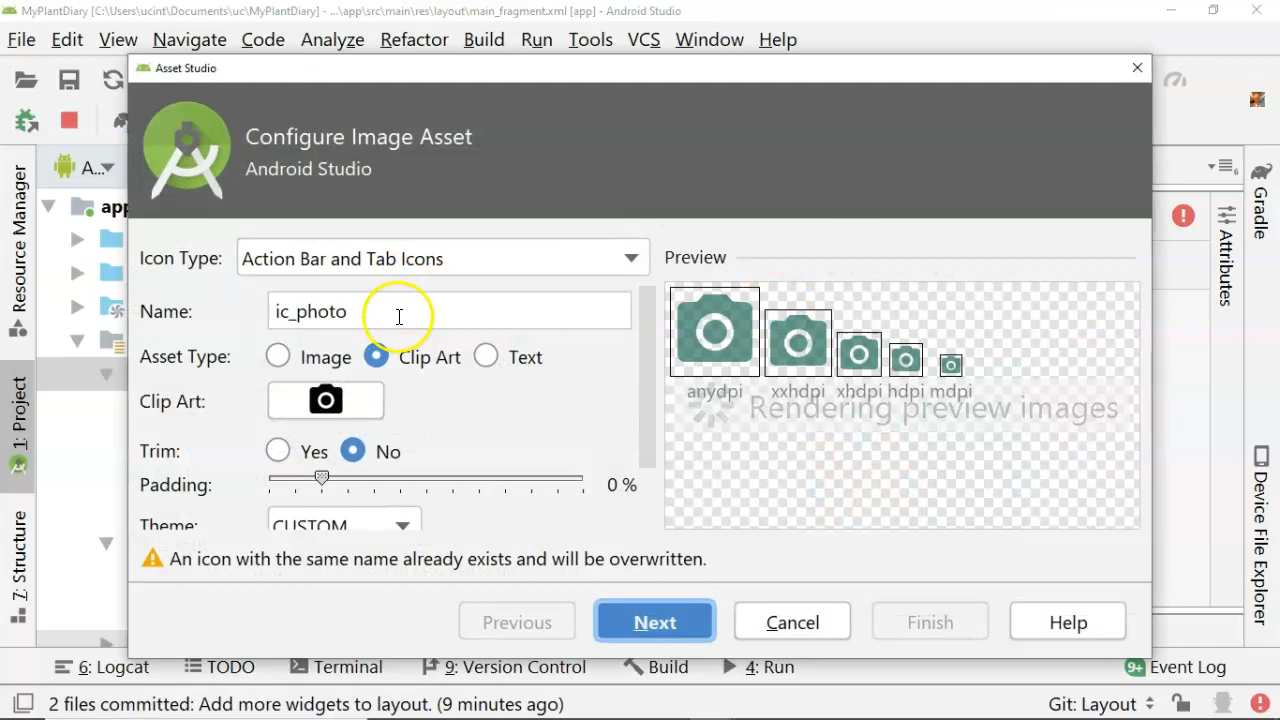 MyPlantDiary [C:\Users\ucint\Documents\uc\MyPlantDiary] - ...\app\src\main\res\layout\main_fragment.xml [app] - Android Studio
File Edit View Navigate Code Analyze Refactor Build Run Tools VCS Window Help
Asset Studio
Configure Image Asset
Android Studio
A...
app
Resource Manager
1: Project
7: Structure
Icon Type: Action Bar and Tab Icons
Name: ic_photo
Asset Type: Image Clip Art Text
Clip Art:
Trim: Yes No
Padding: 0 %
Theme: CUSTOM
Preview
anydpi xxhdpi xhdpi hdpi mdpi
Rendering preview images
An icon with the same name already exists and will be overwritten.
Previous Next Cancel Finish Help
Gradle
Attributes
Device File Explorer
6: Logcat TODO Terminal 9: Version Control Build 4: Run 9+ Event Log
2 files committed: Add more widgets to layout. (9 minutes ago) Git: Layout